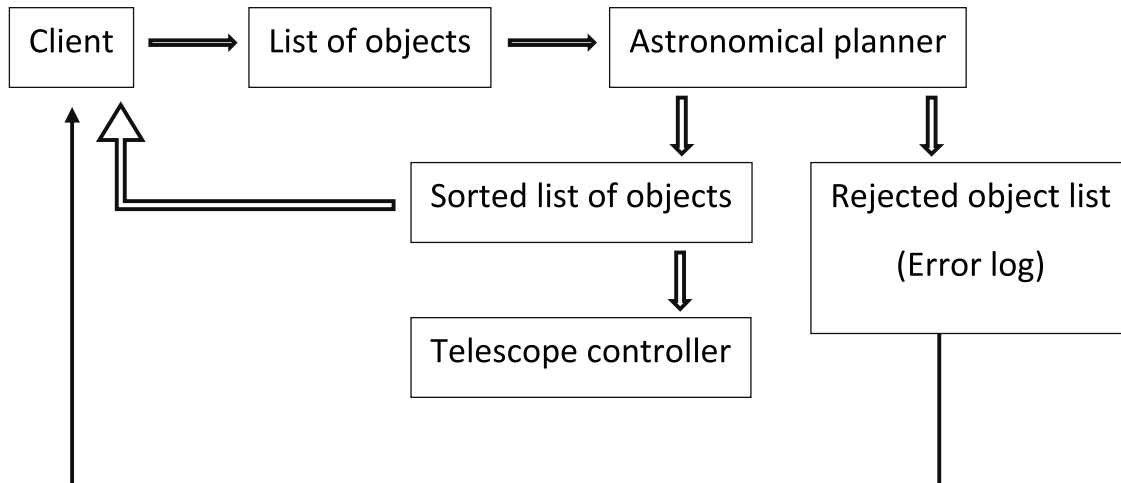 Client
List of objects
Astronomical planner
Sorted list of objects
Rejected object list
(Error log)
Telescope controller